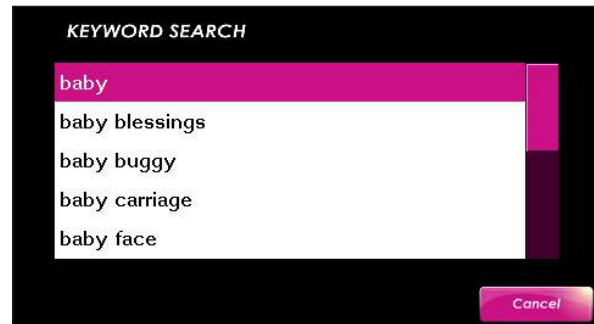 KEYWORD SEARCH
baby
baby blessings
baby buggy
baby carriage
baby face
Cancel